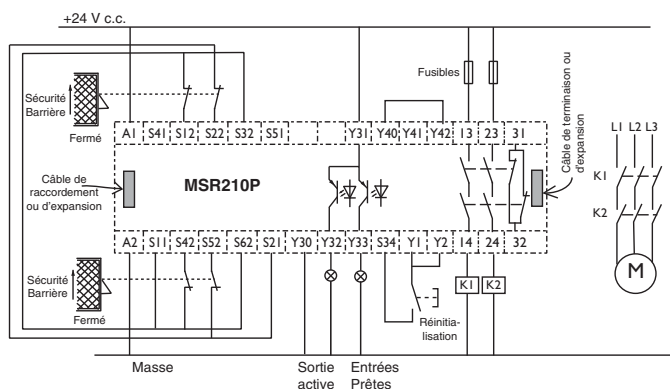 +24 V c.c.
Fusibles
Sécurité
Barrière
Fermé
A1 S41 S12 S22 S32 S51 Y31 Y40 Y41 Y42 13 23 31
Câble de terminaison ou
d'expansion
L1 L2 L3
Câble de
raccordement
ou d'expansion
MSR210P
K1
K2
A2 S11 S42 S52 S62 S21 Y30 Y32 Y33 S34 Y1 Y2 14 24 32
M
Sécurité
Barrière
Fermé
K1 K2
Réinitia-
lisation
Masse
Sortie
active
Entrées
Prêtes